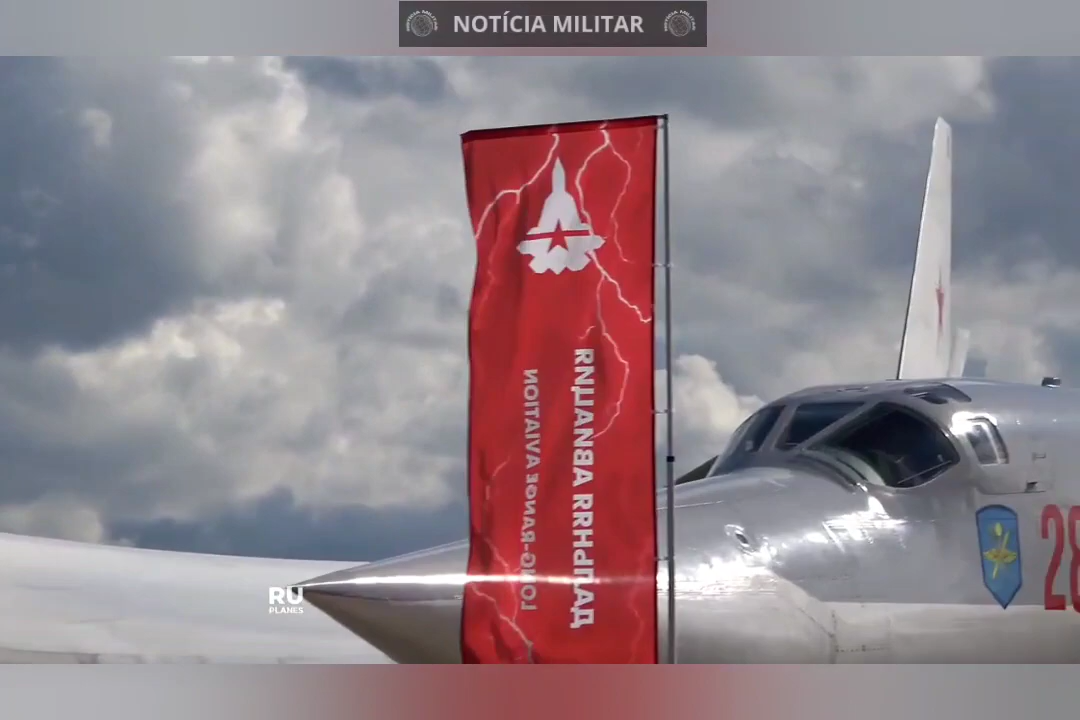 NOTÍCIA MILITAR
ДАЛЬНЯЯ АВИАЦИЯ
LONG-RANGE AVIATION
RU
PLANES
28